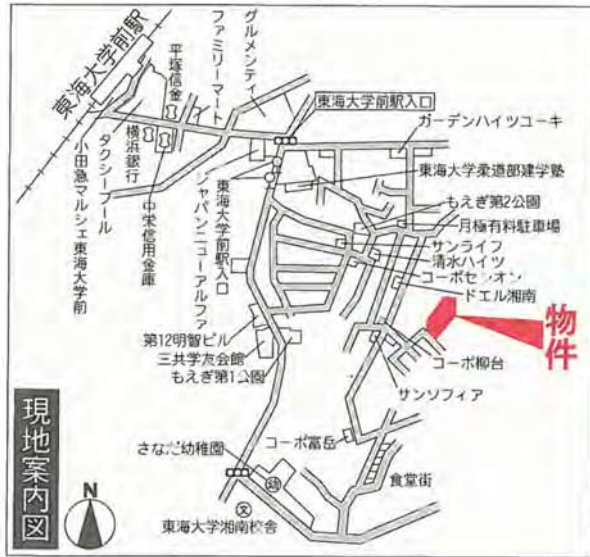 東海大学前駅
平塚信金
ファミリーマート
グルメシティ
東海大学前駅入口
ガーデンハイツユーキ
小田急マルシェ東海大学前
タクシープール
横浜銀行
中栄信用金庫
ジャパンニューアルファ
東海大学前駅入口
東海大学柔道部建学塾
もえぎ第2公園
月極有料駐車場
サンライフ
清水ハイツ
コーポセンオン
ドエル湘南
物件
第12明智ビル
三共学友会館
もえぎ第1公園
コーポ柳台
サンソフィア
現地案内図
N
さなだ幼稚園
コーポ富岳
食堂街
幼
文
東海大学湘南校舎